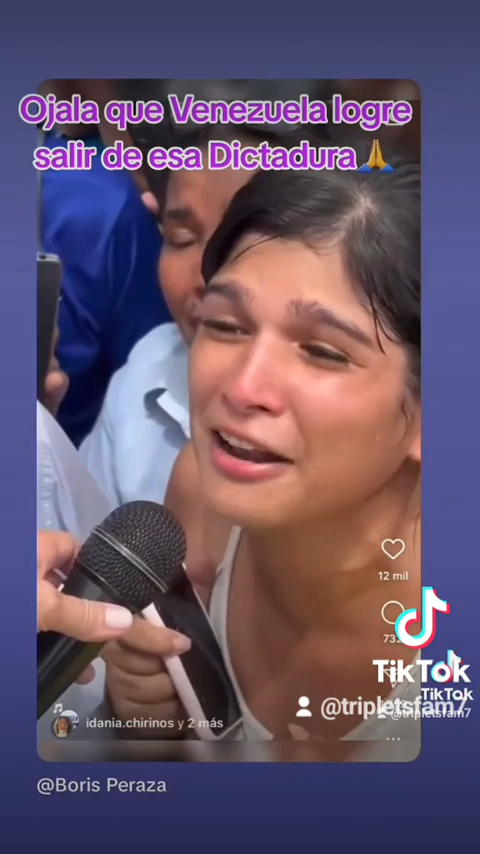 Ojala que Venezuela logre
salir de esa Dictadura🙏
12 mil
TikTok
TikTok
@tripletsfam7
@tripletsfam7
idania.chirinos y 2 más
@Boris Peraza